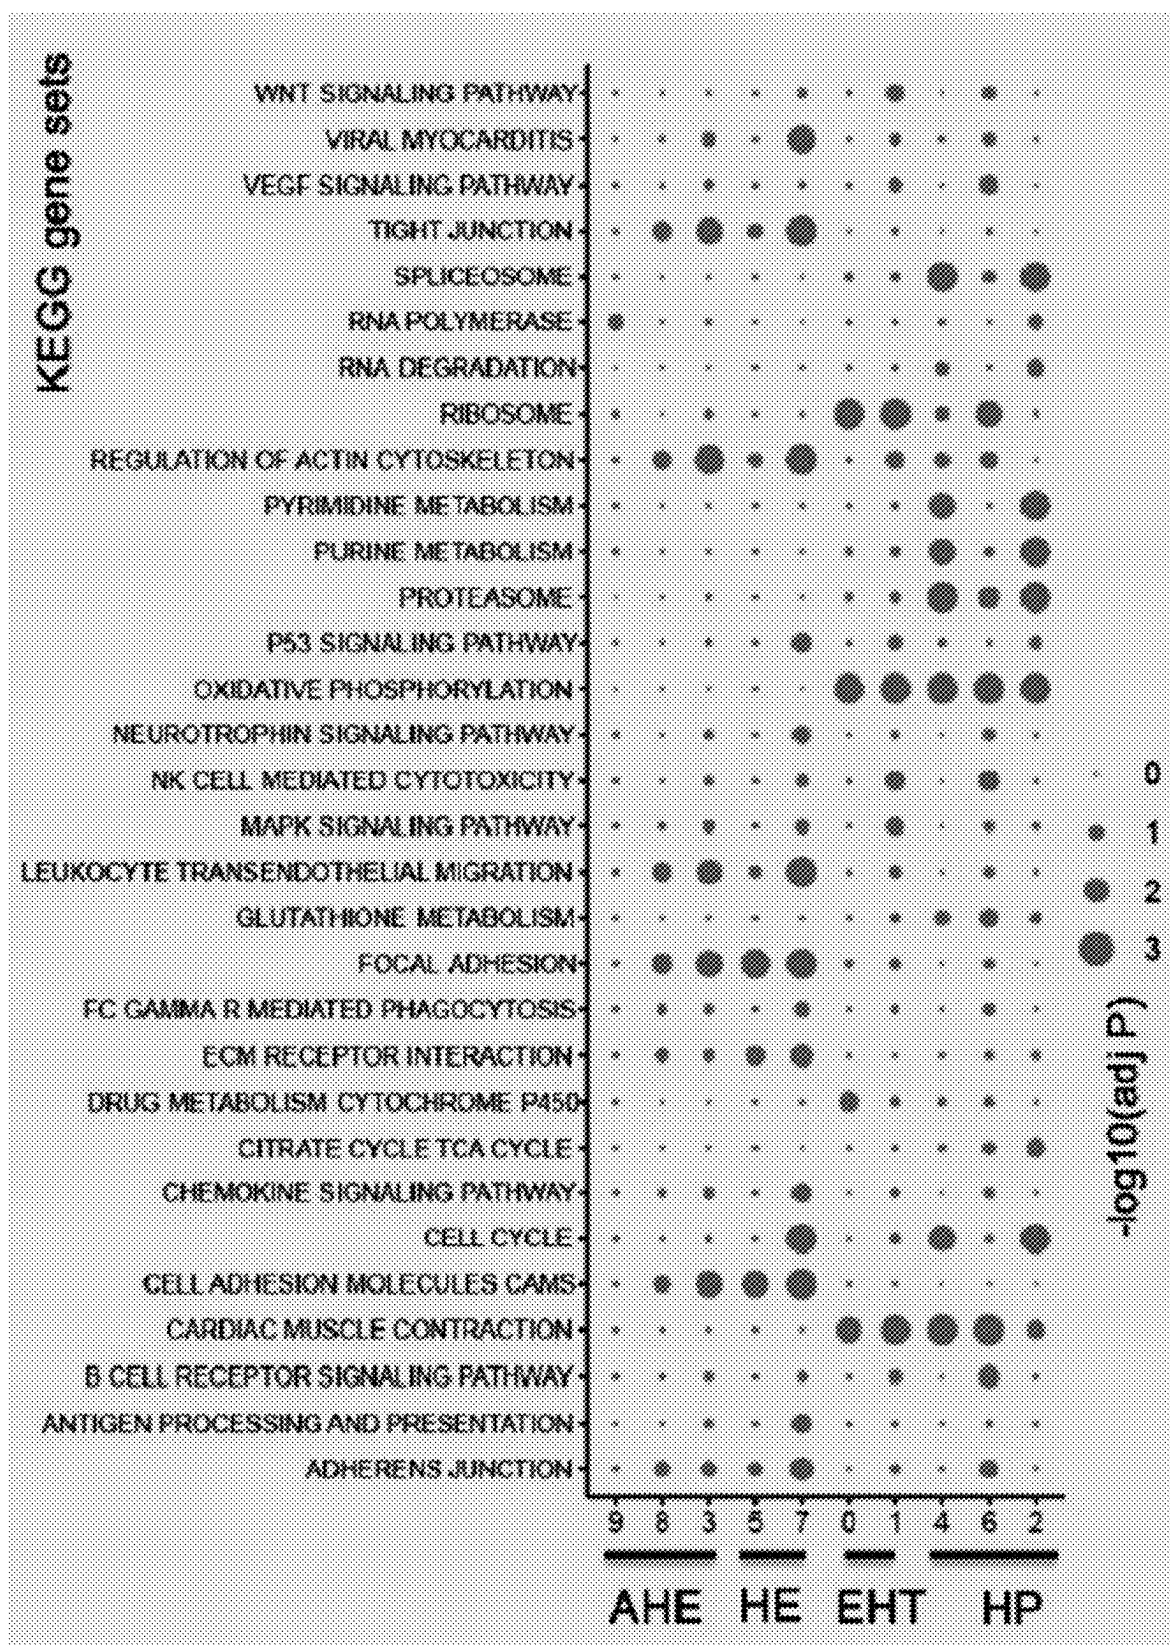 KEGG gene sets
WNT SIGNALING PATHWAY
VIRAL MYOCARDITIS
VEGF SIGNALING PATHWAY
TIGHT JUNCTION
SPLICEOSOME
RNA POLYMERASE
RNA DEGRADATION
RIBOSOME
REGULATION OF ACTIN CYTOSKELETON
PYRIMIDINE METABOLISM
PURINE METABOLISM
PROTEASOME
P53 SIGNALING PATHWAY
OXIDATIVE PHOSPHORYLATION
NEUROTROPHIN SIGNALING PATHWAY
NK CELL MEDIATED CYTOTOXICITY
MAPK SIGNALING PATHWAY
LEUKOCYTE TRANSENDOTHELIAL MIGRATION
GLUTATHIONE METABOLISM
FOCAL ADHESION
FC GAMMA R MEDIATED PHAGOCYTOSIS
ECM RECEPTOR INTERACTION
DRUG METABOLISM CYTOCHROME P450
CITRATE CYCLE TCA CYCLE
CHEMOKINE SIGNALING PATHWAY
CELL CYCLE
CELL ADHESION MOLECULES CAMS
CARDIAC MUSCLE CONTRACTION
B CELL RECEPTOR SIGNALING PATHWAY
ANTIGEN PROCESSING AND PRESENTATION
ADHERENS JUNCTION
9 8 3 5 7 0 1 4 6 2
AHE HE EHT HP
0
1
2
3
-log10(adj P)